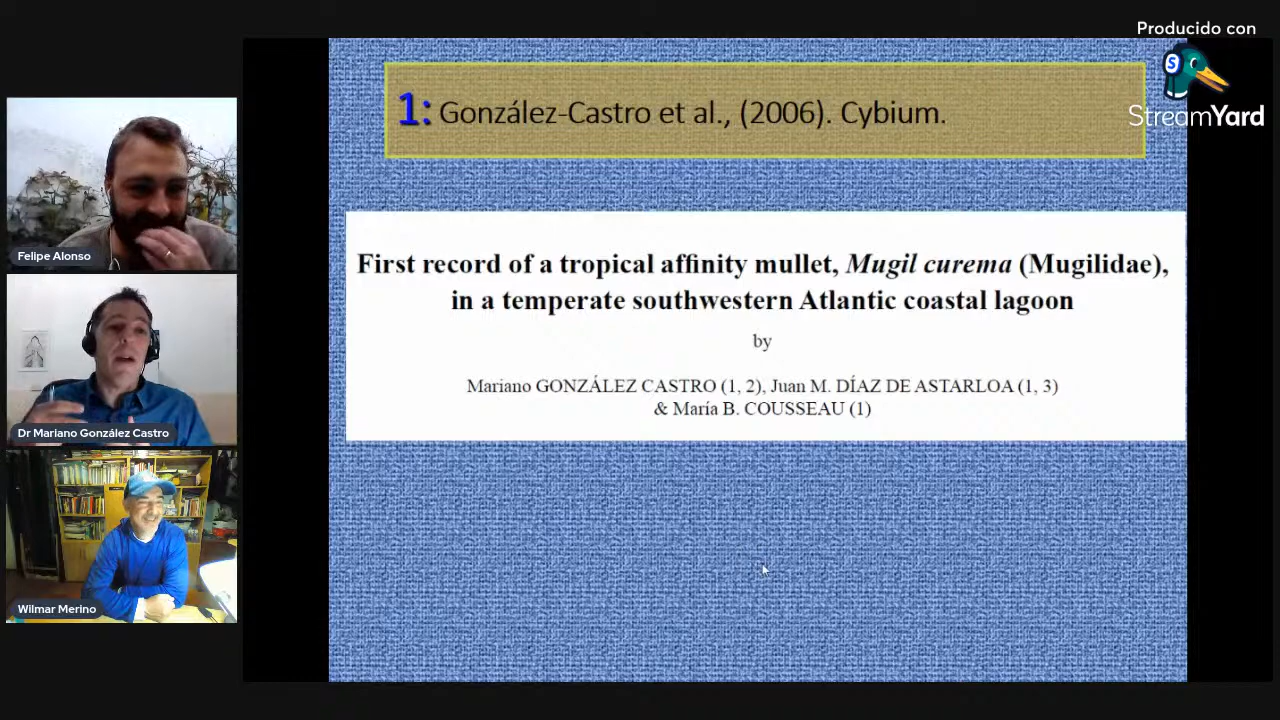 Producido con
StreamYard
1: González-Castro et al., (2006). Cybium.
First record of a tropical affinity mullet, Mugil curema (Mugilidae),
in a temperate southwestern Atlantic coastal lagoon
by
Mariano GONZÁLEZ CASTRO (1, 2), Juan M. DÍAZ DE ASTARLOA (1, 3)
& María B. COUSSEAU (1)
Felipe Alonso
Dr Mariano González Castro
Wilmar Merino